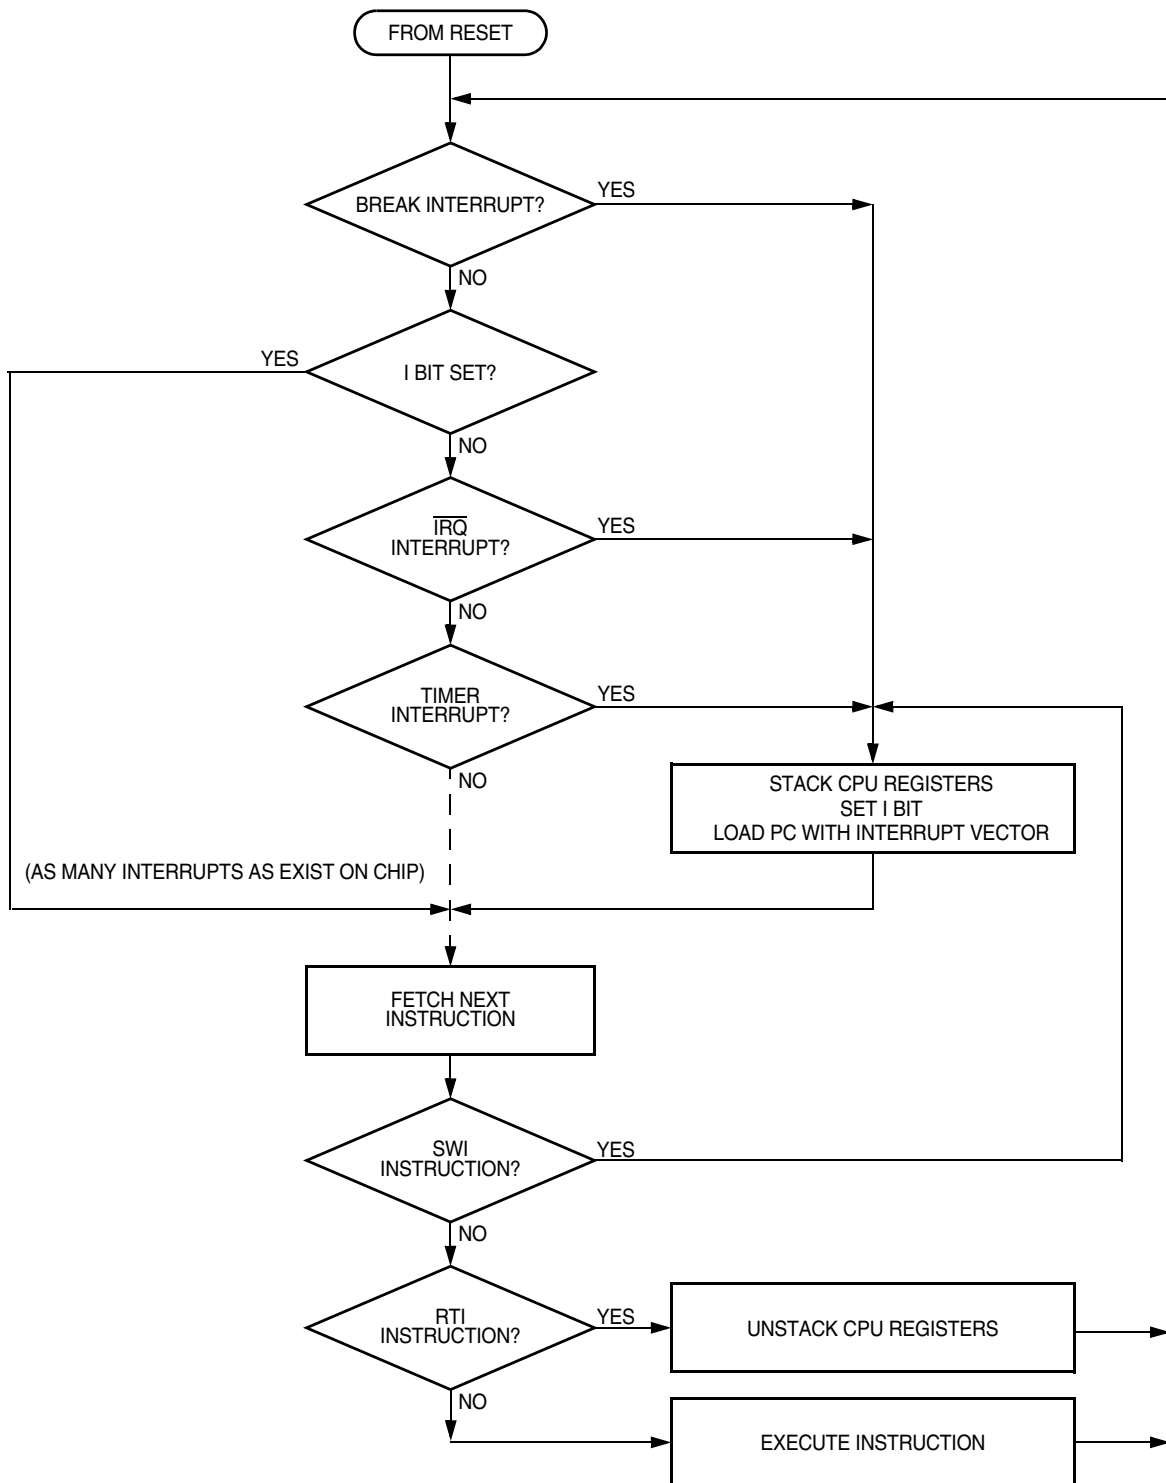 FROM RESET
BREAK INTERRUPT?
YES
NO
YES
I BIT SET?
NO
IRQ
INTERRUPT?
YES
NO
TIMER
INTERRUPT?
YES
NO
STACK CPU REGISTERS
SET I BIT
LOAD PC WITH INTERRUPT VECTOR
(AS MANY INTERRUPTS AS EXIST ON CHIP)
FETCH NEXT
INSTRUCTION
SWI
INSTRUCTION?
YES
NO
RTI
INSTRUCTION?
YES
UNSTACK CPU REGISTERS
NO
EXECUTE INSTRUCTION